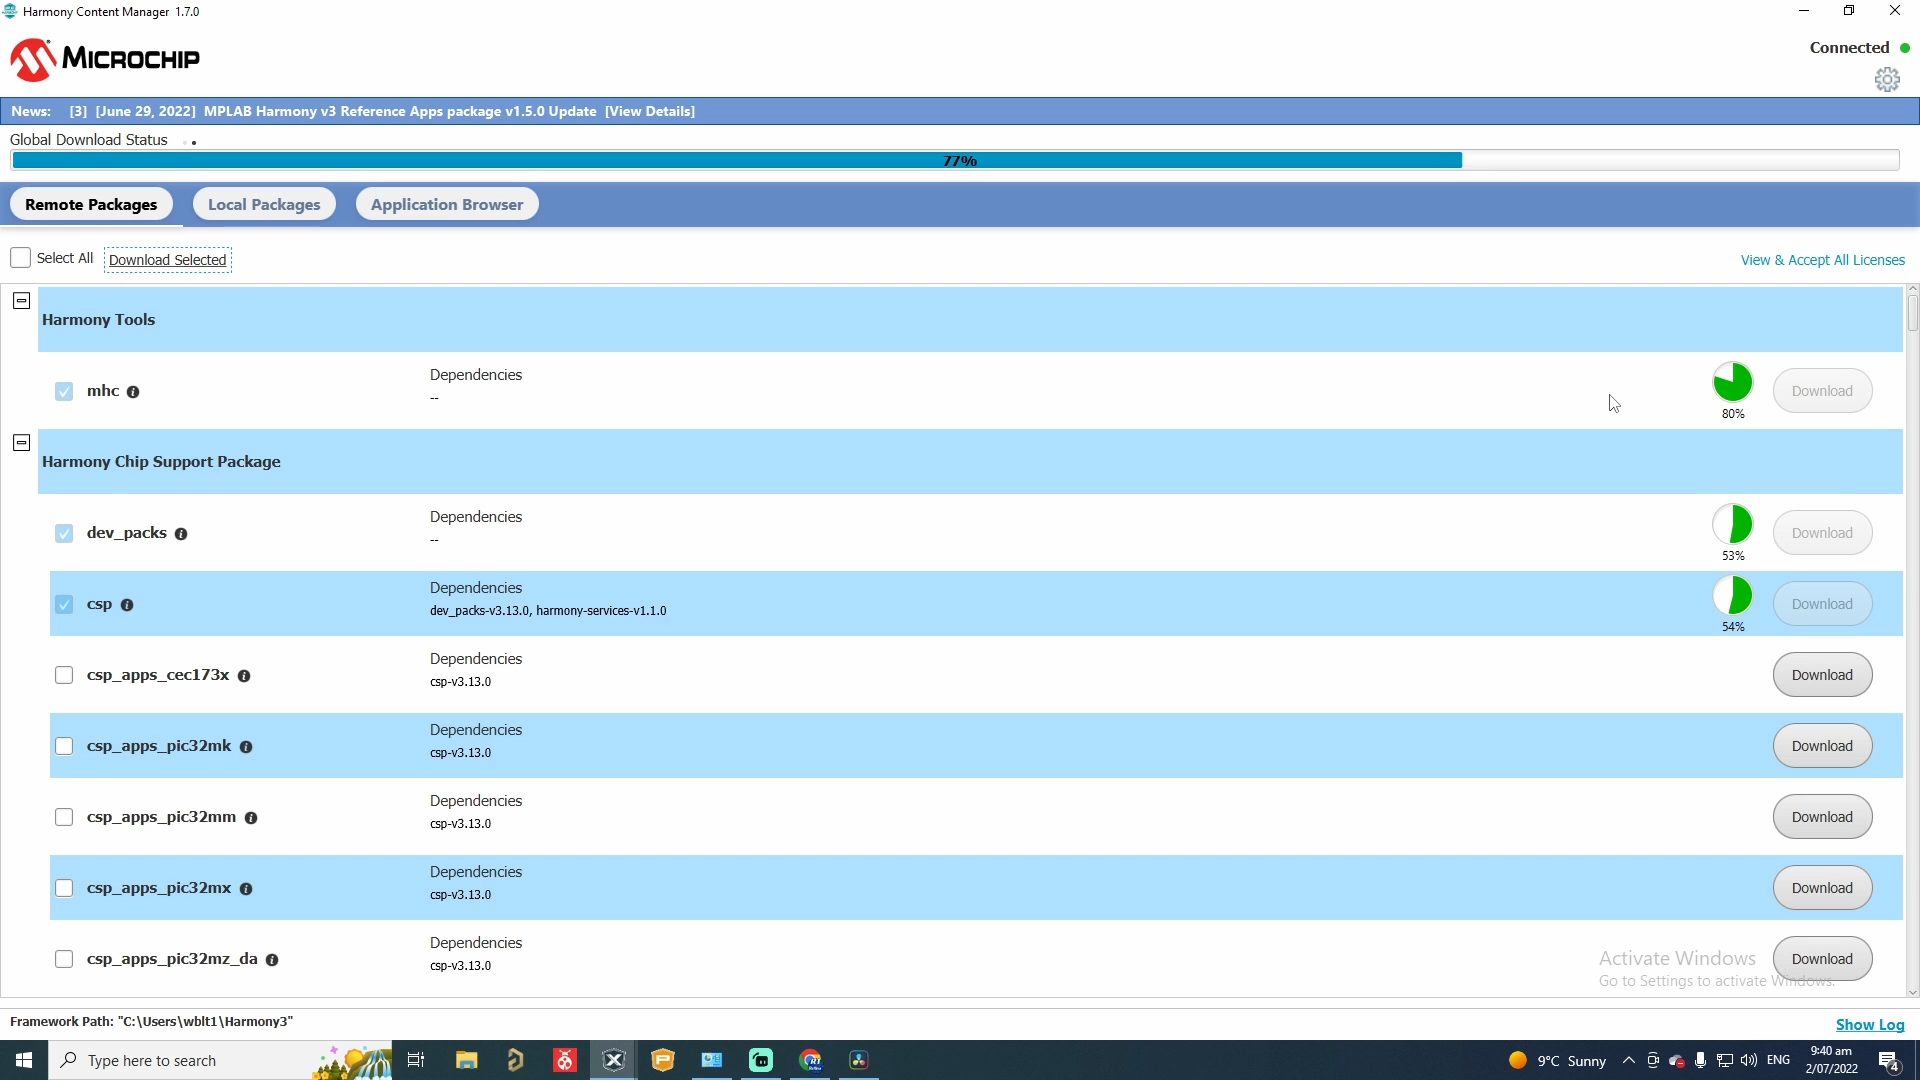 Harmony Content Manager 1.7.0
MICROCHIP
Connected
News: [3] [June 29, 2022] MPLAB Harmony v3 Reference Apps package v1.5.0 Update [View Details]
Global Download Status
77%
Remote Packages Local Packages Application Browser
Select All Download Selected View & Accept All Licenses
Harmony Tools
mhc
Dependencies
--
80%
Download
Harmony Chip Support Package
dev_packs
Dependencies
--
53%
Download
csp
Dependencies
dev_packs-v3.13.0, harmony-services-v1.1.0
54%
Download
csp_apps_cec173x
Dependencies
csp-v3.13.0
Download
csp_apps_pic32mk
Dependencies
csp-v3.13.0
Download
csp_apps_pic32mm
Dependencies
csp-v3.13.0
Download
csp_apps_pic32mx
Dependencies
csp-v3.13.0
Download
csp_apps_pic32mz_da
Dependencies
csp-v3.13.0
Download
Activate Windows
Go to Settings to activate Windows.
Framework Path: "C:\Users\wblt1\Harmony3"
Show Log
Type here to search
9°C Sunny
ENG
9:40 am
2/07/2022
4